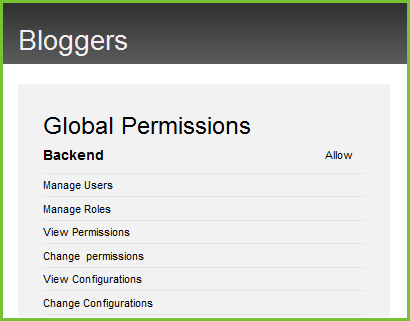 Bloggers
Global Permissions
Backend Allow
Manage Users
Manage Roles
View Permissions
Change permissions
View Configurations
Change Configurations